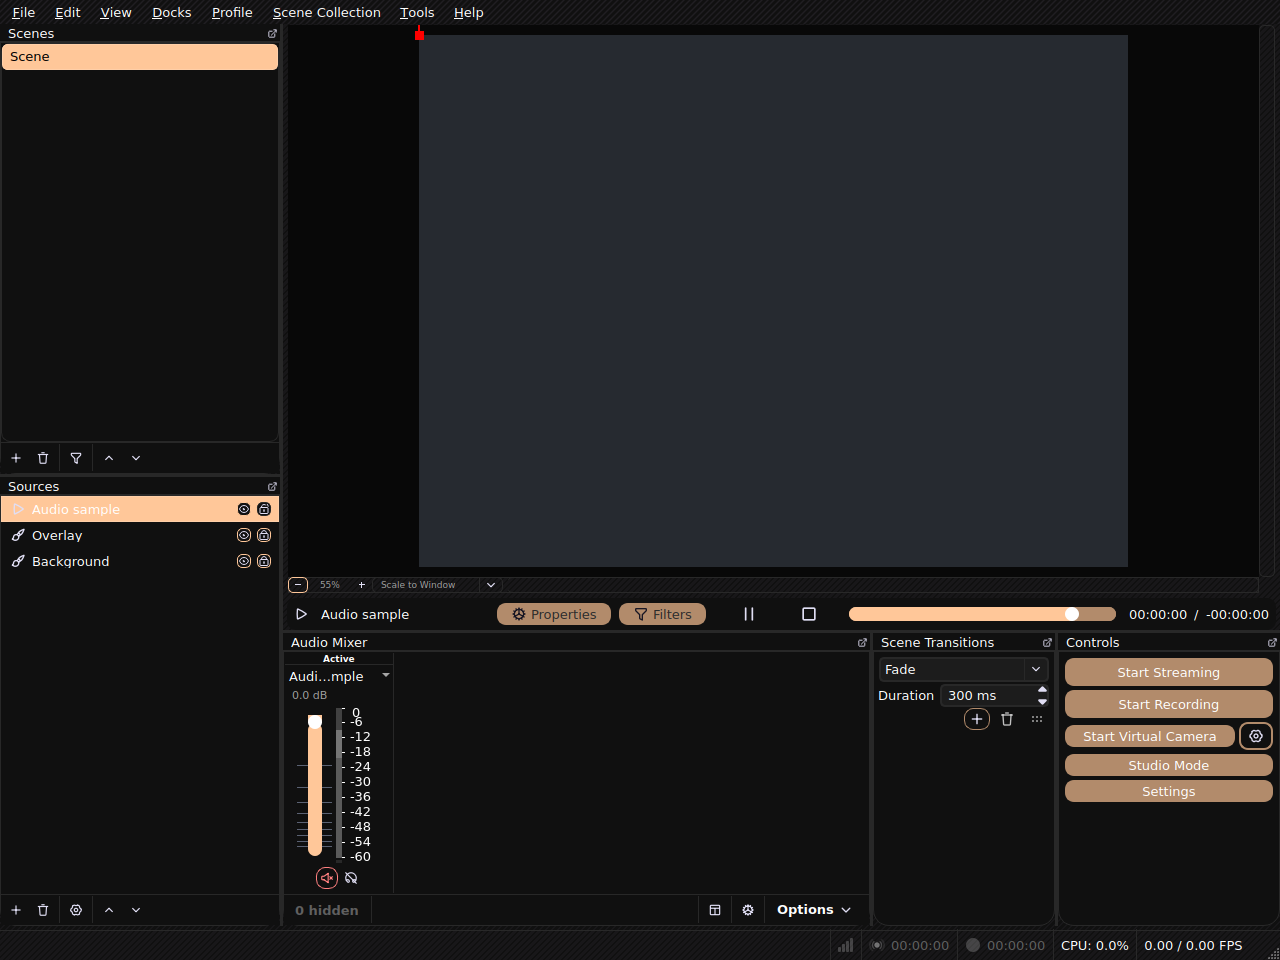 File Edit View Docks Profile Scene Collection Tools Help
Scenes
Scene
Sources
Audio sample
Overlay
Background
55% Scale to Window
Audio sample Properties Filters 00:00:00 / -00:00:00
Audio Mixer
Active
Audi...mple
0.0 dB
0
-6
-12
-18
-24
-30
-36
-42
-48
-54
-60
0 hidden Options
Scene Transitions
Fade
Duration 300 ms
Controls
Start Streaming
Start Recording
Start Virtual Camera
Studio Mode
Settings
00:00:00 00:00:00 CPU: 0.0% 0.00 / 0.00 FPS